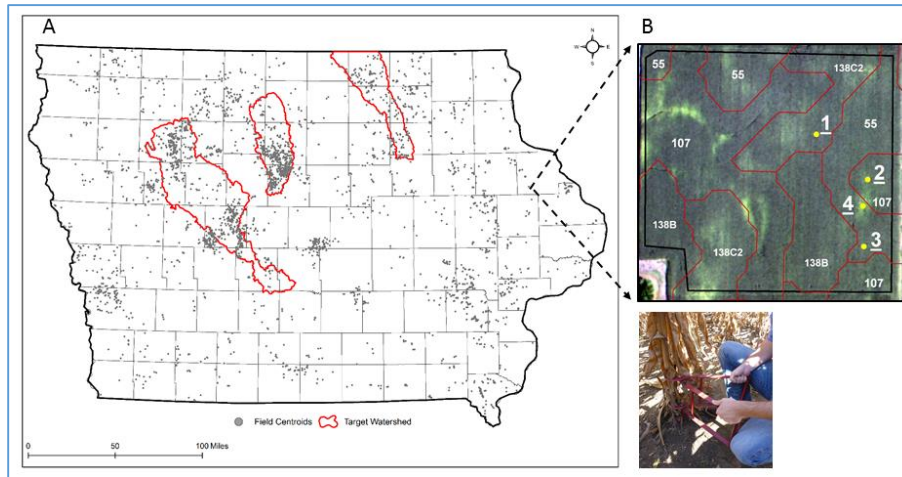 A
N
W
E
S
B
55
55
138C2
1
107
55
2
107
4
138B
138C2
3
138B
107
Field Centroids Target Watershed
0 50 100 Miles